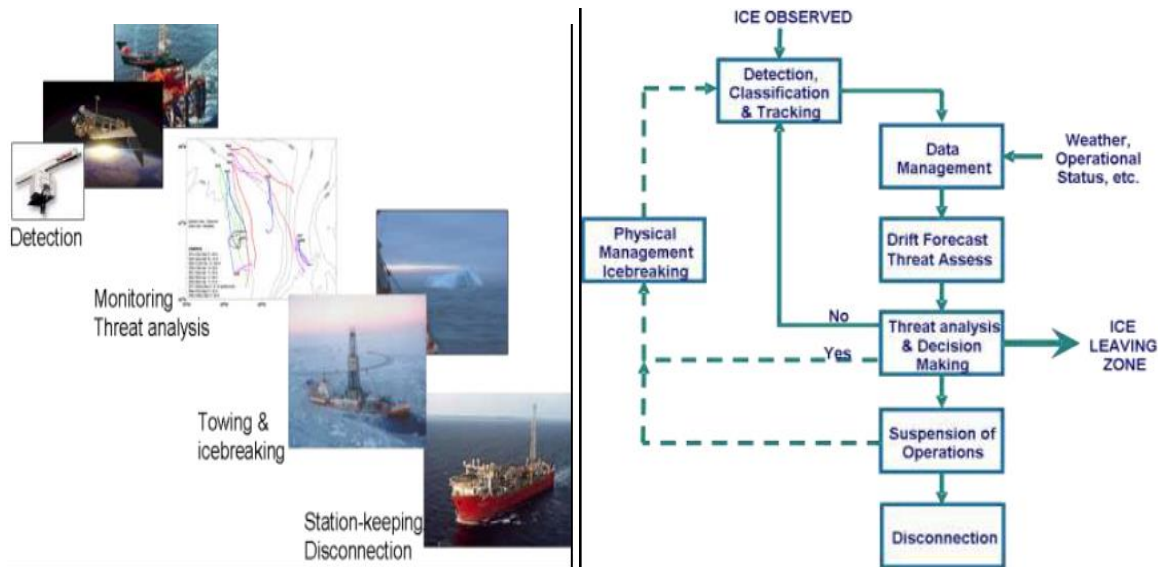 Detection
Monitoring
Threat analysis
Towing &
icebreaking
Station-keeping
Disconnection
ICE OBSERVED
Detection,
Classification
& Tracking
Data
Management
Weather,
Operational
Status, etc.
Physical
Management
Icebreaking
Drift Forecast
Threat Assess
No
Yes
Threat analysis
& Decision
Making
ICE
LEAVING
ZONE
Suspension of
Operations
Disconnection